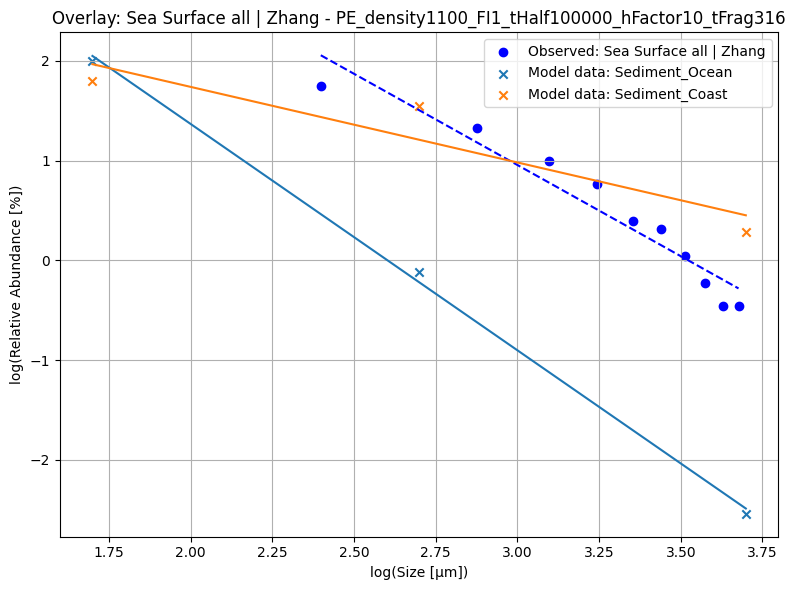 Overlay: Sea Surface all | Zhang - PE_density1100_FI1_tHalf100000_hFactor10_tFrag316
Observed: Sea Surface all | Zhang
Model data: Sediment_Ocean
Model data: Sediment_Coast
log(Relative Abundance [%])
2
1
0
−1
−2
1.75 2.00 2.25 2.50 2.75 3.00 3.25 3.50 3.75
log(Size [µm])